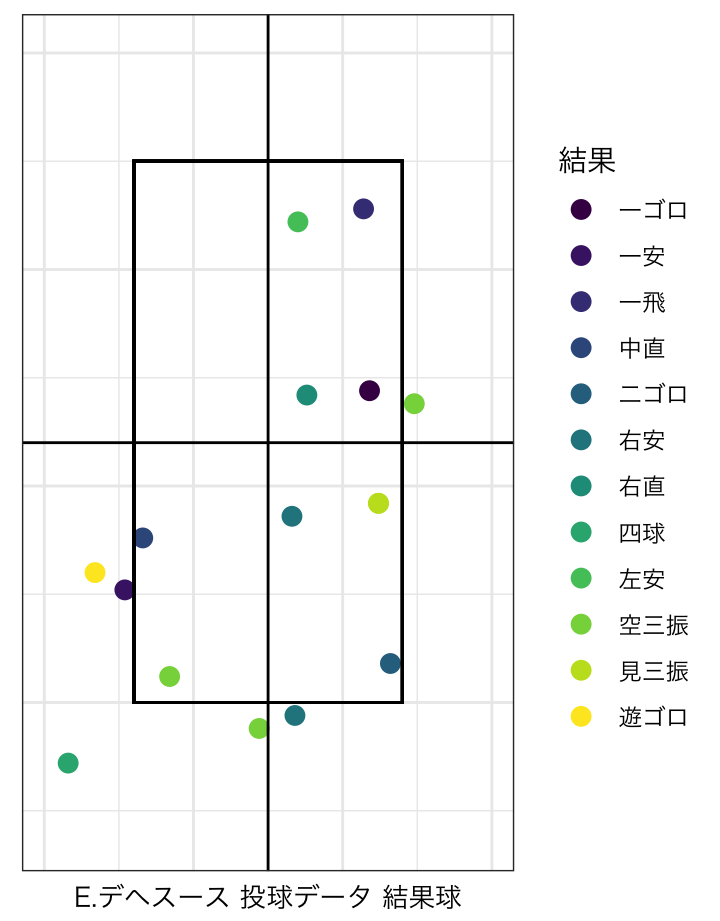 結果
一ゴロ
一安
一飛
中直
二ゴロ
右安
右直
四球
左安
空三振
見三振
遊ゴロ
E.デヘスース 投球データ 結果球